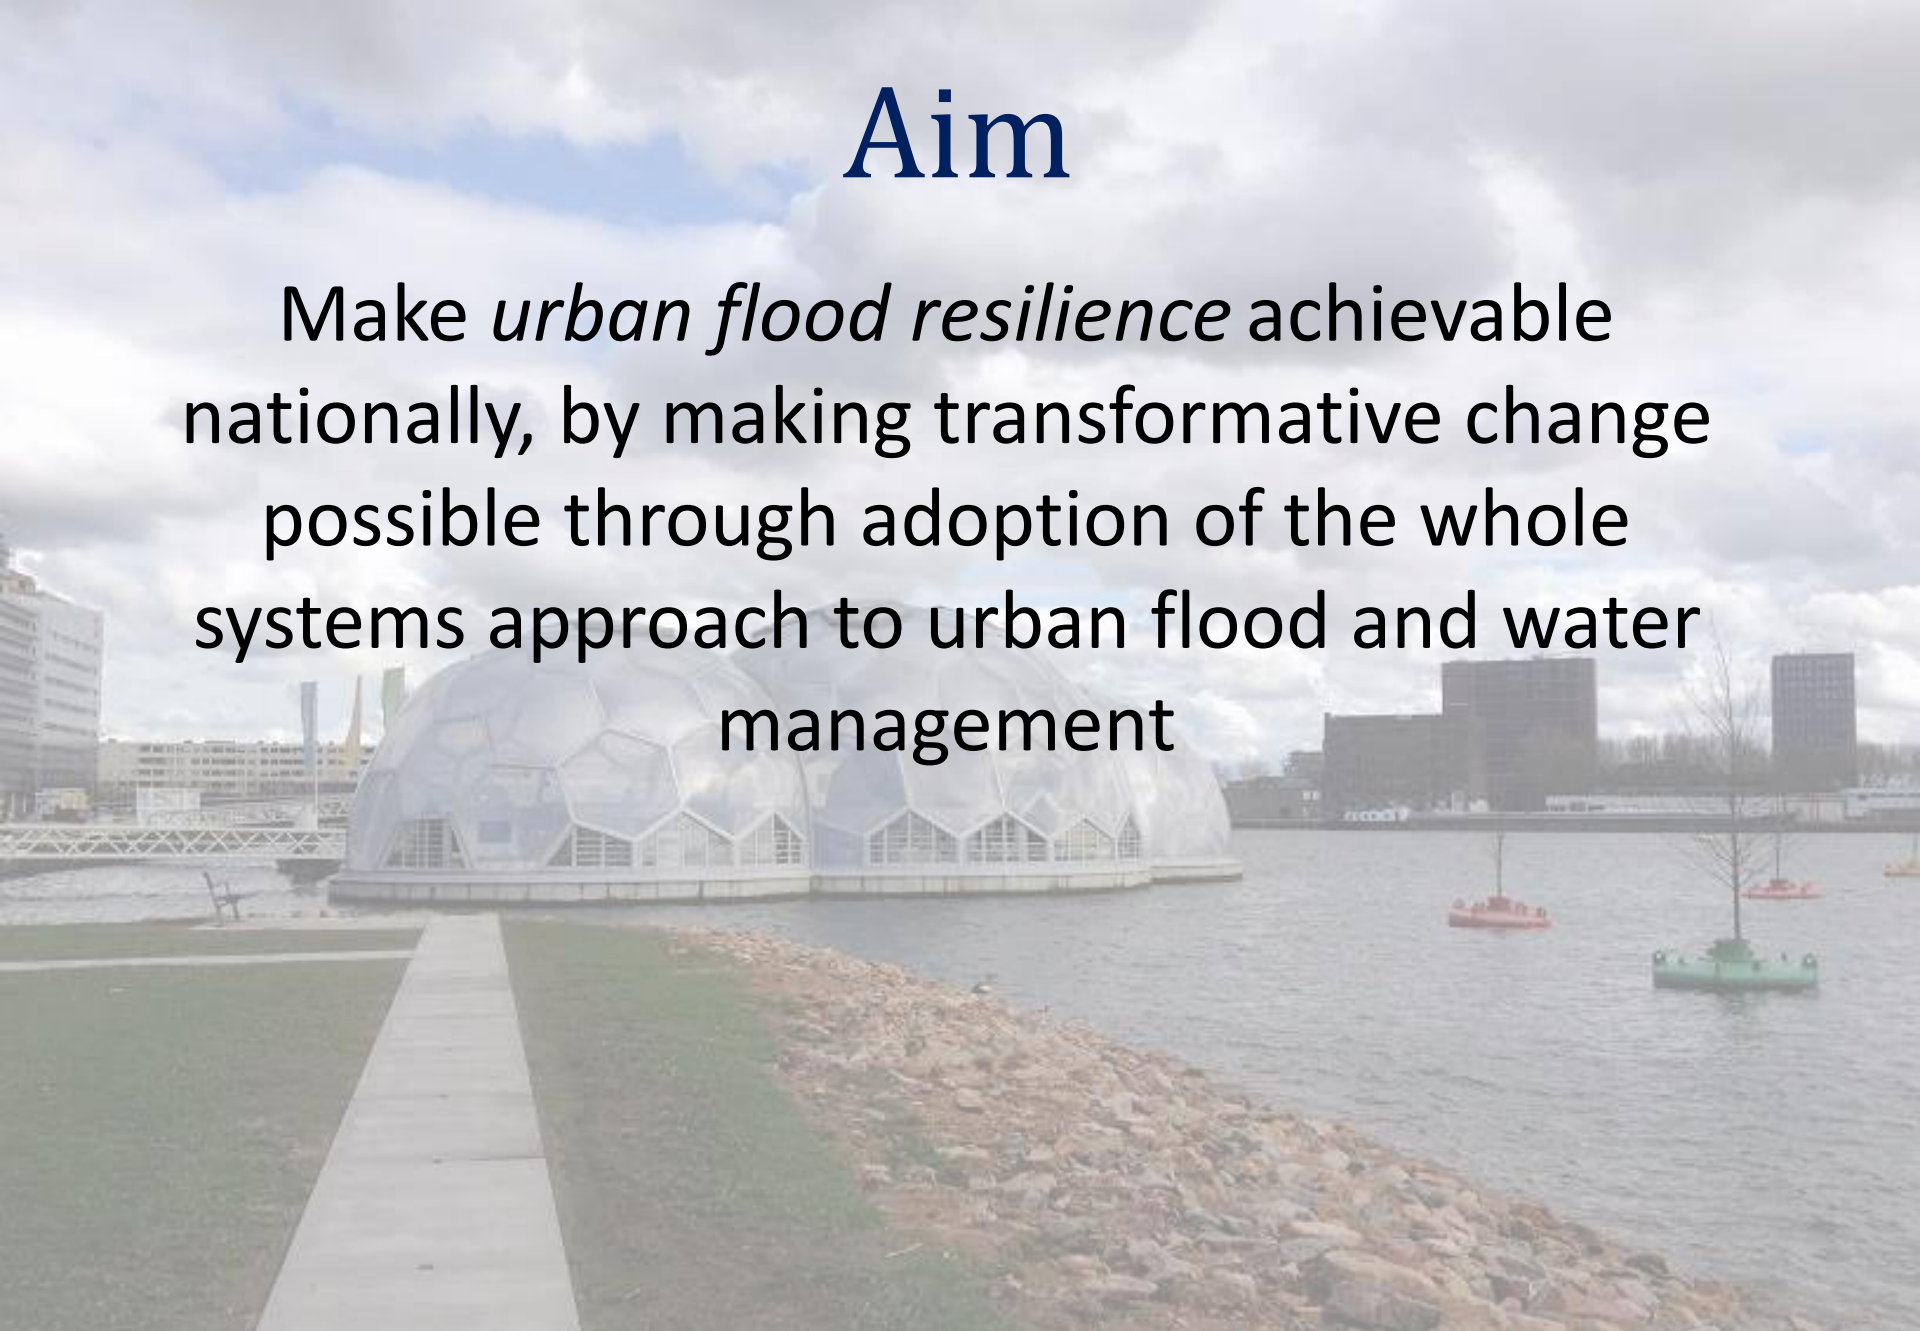 Aim
Make urban flood resilience achievable
nationally, by making transformative change
possible through adoption of the whole
systems approach to urban flood and water
management